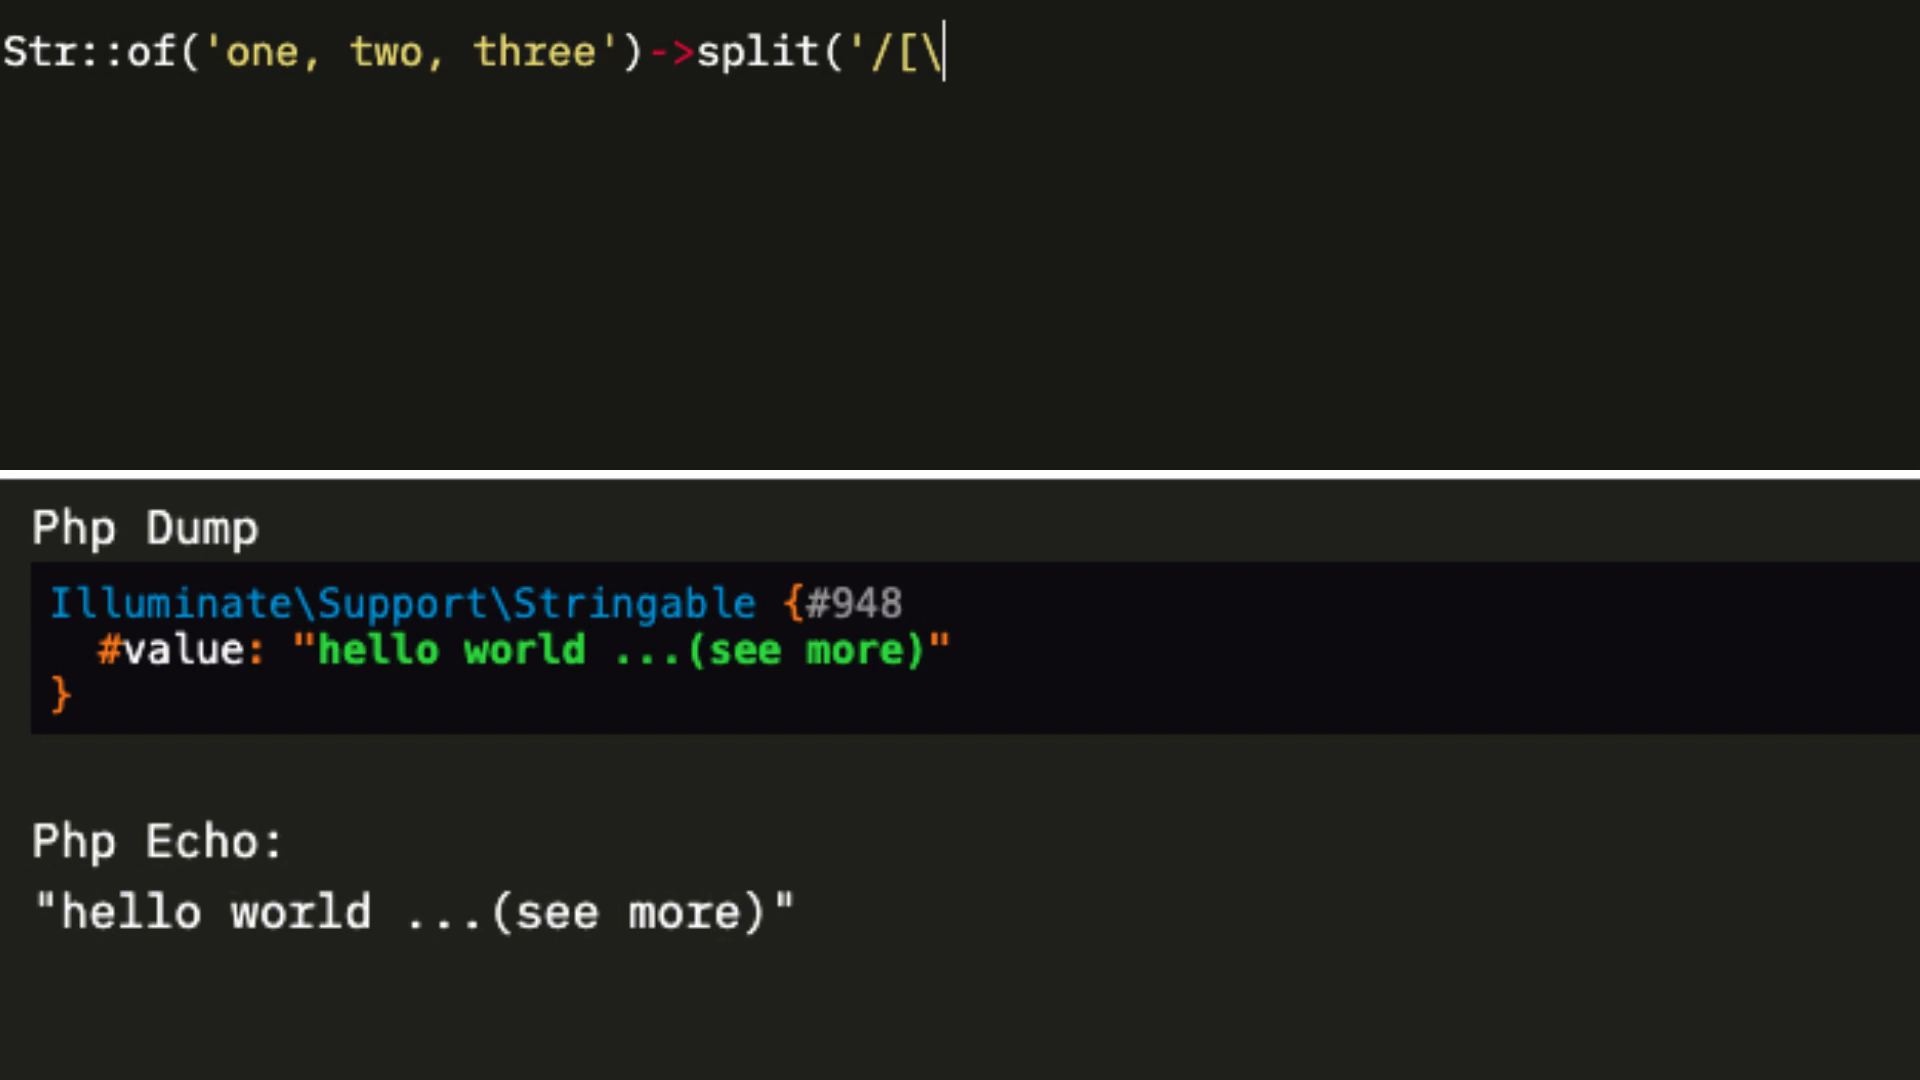 Str::of('one, two, three')->split('/[\
Php Dump
Illuminate\Support\Stringable {#948
#value: "hello world ...(see more)"
}
Php Echo:
"hello world ...(see more)"